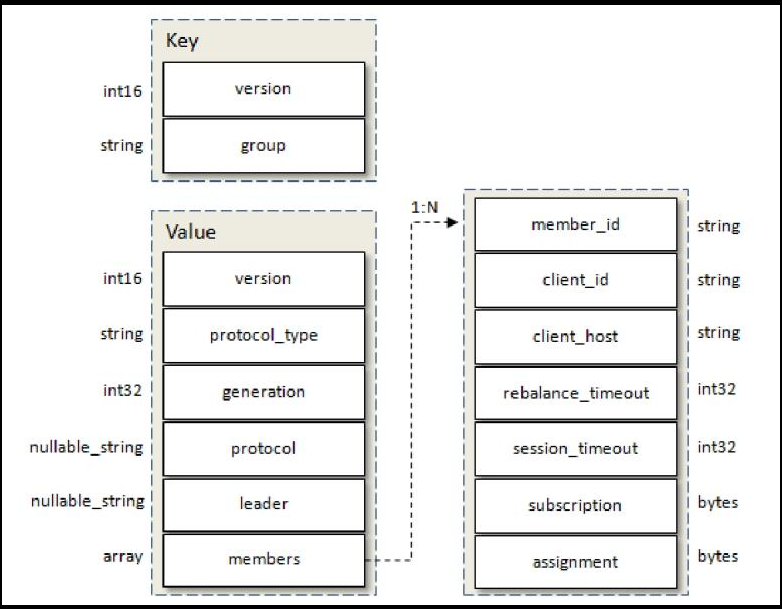 Key
int16 version
string group
Value
int16 version
string protocol_type
int32 generation
nullable_string protocol
nullable_string leader
array members
1:N
member_id string
client_id string
client_host string
rebalance_timeout int32
session_timeout int32
subscription bytes
assignment bytes